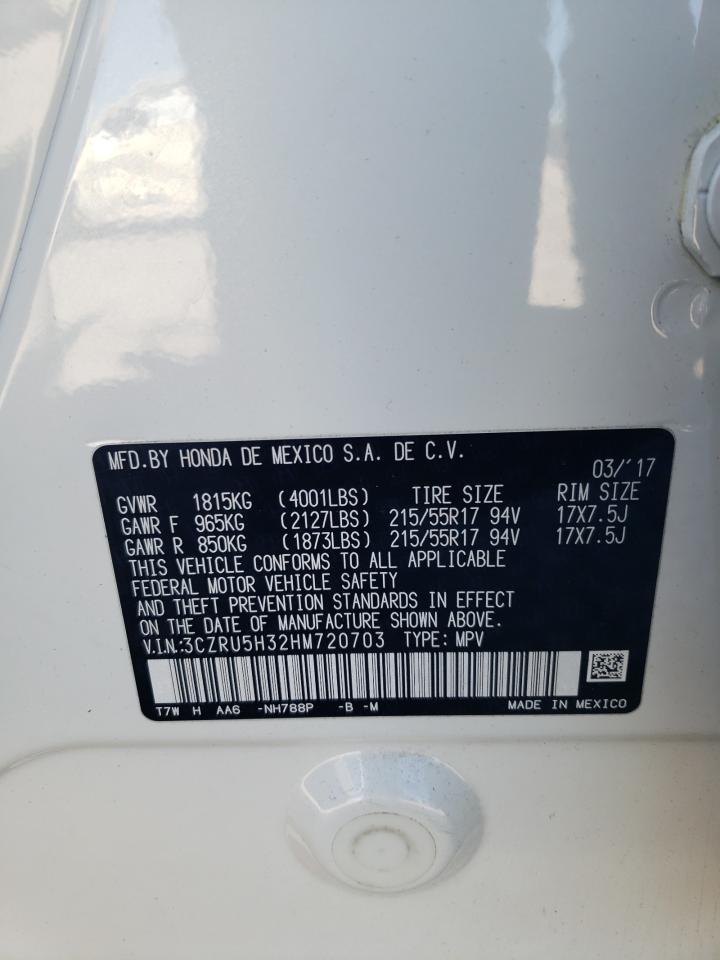 MFD.BY HONDA DE MEXICO S.A. DE C.V.
03/'17
GVWR 1815KG (4001LBS) TIRE SIZE RIM SIZE
GAWR F 965KG (2127LBS) 215/55R17 94V 17X7.5J
GAWR R 850KG (1873LBS) 215/55R17 94V 17X7.5J
THIS VEHICLE CONFORMS TO ALL APPLICABLE
FEDERAL MOTOR VEHICLE SAFETY
AND THEFT PREVENTION STANDARDS IN EFFECT
ON THE DATE OF MANUFACTURE SHOWN ABOVE.
V.I.N:3CZRU5H32HM720703 TYPE: MPV
T7W H AA6 -NH788P -B -M MADE IN MEXICO